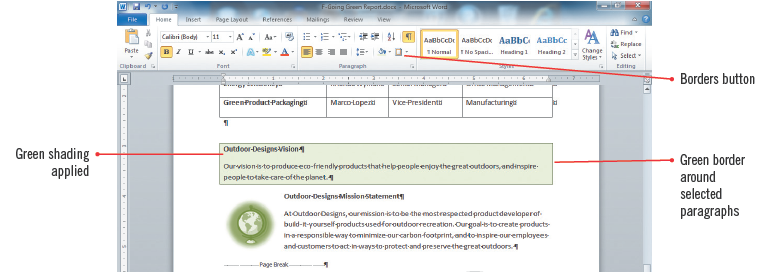 F-Going Green Report.docx - Microsoft Word
File Home Insert Page Layout References Mailings Review View
Calibri (Body) 11 A A Aa
AaBbCcDc AaBbCcDc AaBbCc AaBbCc
Find
Replace
Select
B I U abc x₂ x² A
¶ Normal ¶ No Spaci... Heading 1 Heading 2
Change
Styles
Paste
Clipboard Font Paragraph Styles Editing
Borders button
Green Product Packaging Marco Lopez Vice-President Manufacturing
¶
Green shading
applied
Outdoor Designs Vision¶
Our vision is to produce eco-friendly products that help people enjoy the great outdoors, and inspire
people to take care of the planet.¶
Green border
around
selected
paragraphs
Outdoor Designs Mission Statement¶
At Outdoor Designs, our mission is to be the most respected product developer of
build-it-yourself products used for outdoor recreation. Our goal is to create products
in a responsible way to minimize our carbon footprint, and to inspire our employees
and customers to act in ways to protect and preserve the great outdoors.¶
Page Break ¶